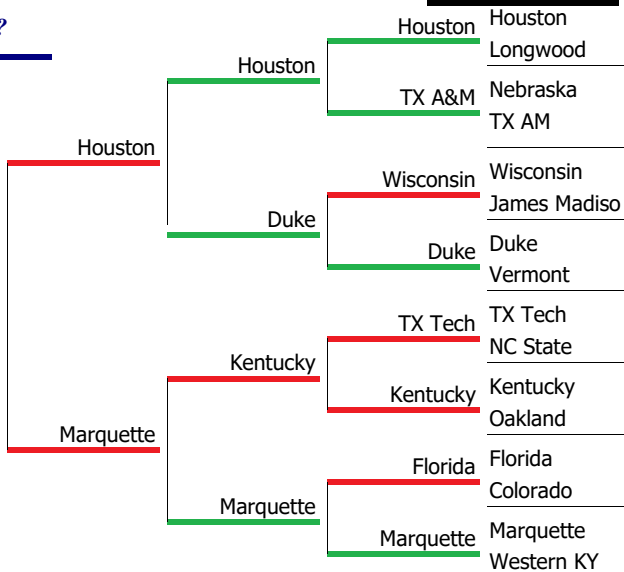 ?
Houston
Houston
Longwood
Houston
TX A&M
Nebraska
TX AM
Houston
Wisconsin
Wisconsin
James Madiso
Duke
Duke
Duke
Vermont
TX Tech
TX Tech
NC State
Kentucky
Kentucky
Kentucky
Oakland
Marquette
Florida
Florida
Colorado
Marquette
Marquette
Marquette
Western KY